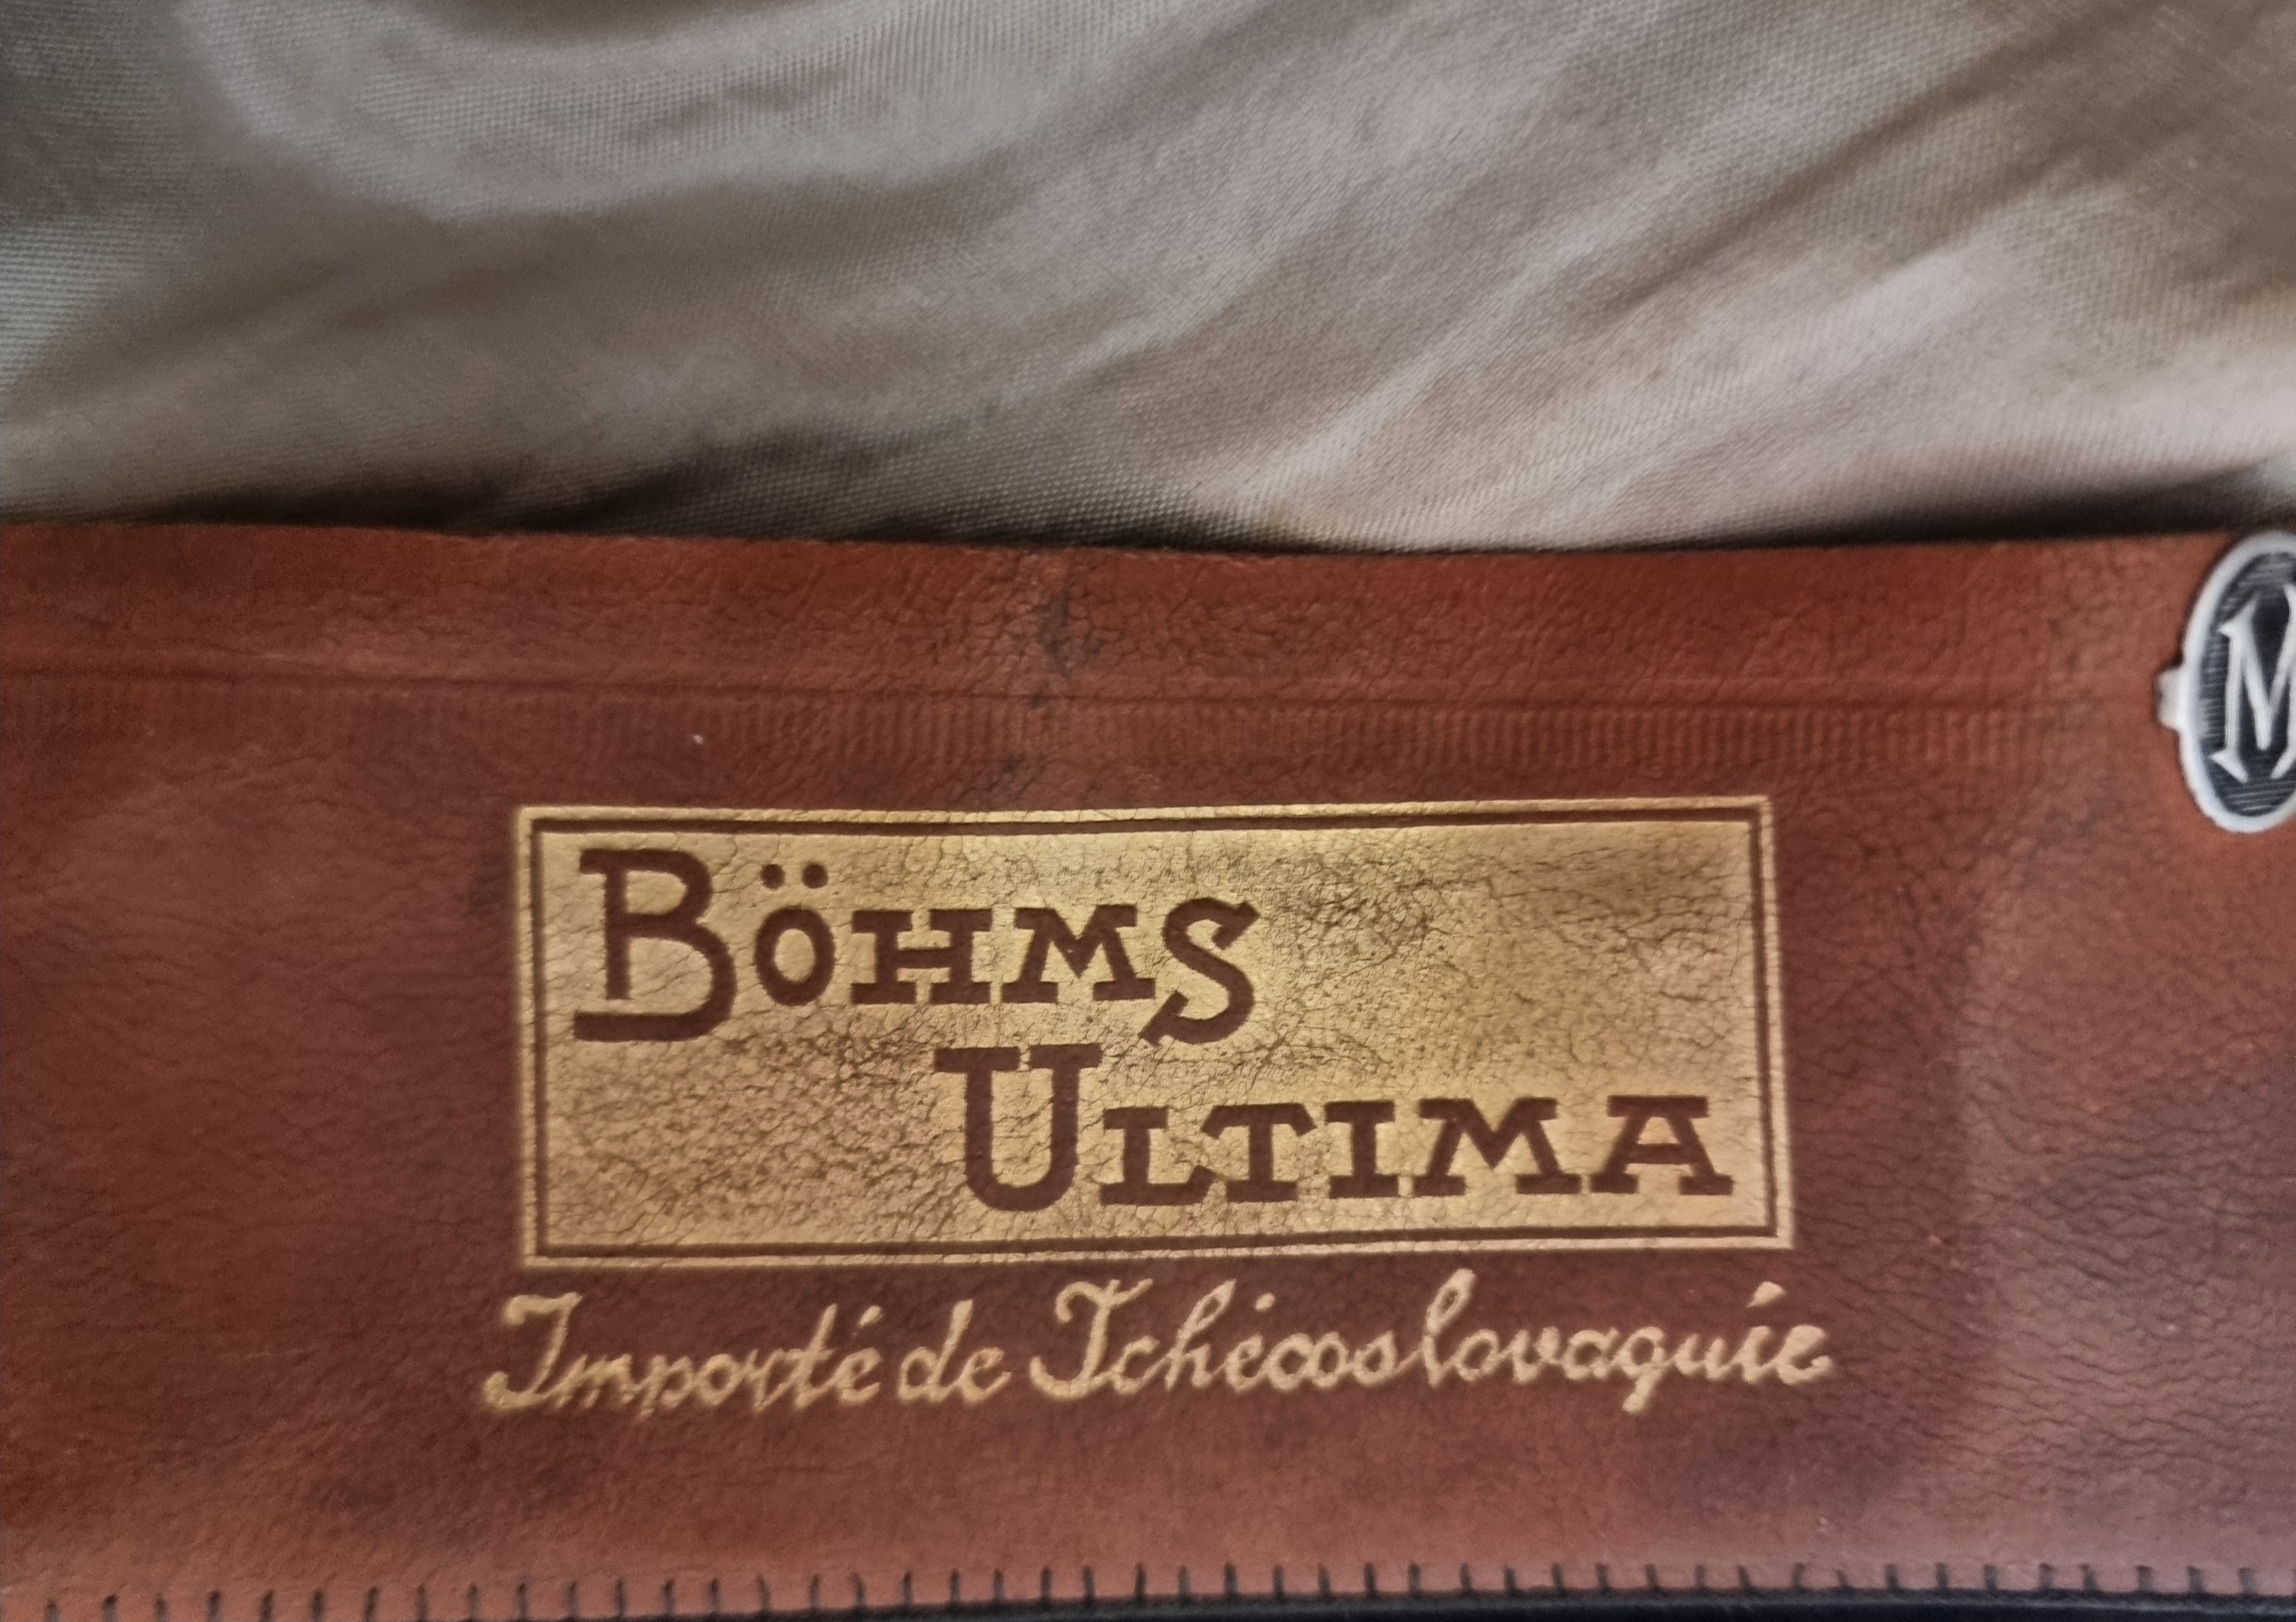 BÖHMS
ULTIMA
Importé de Tchécoslovaquie
M